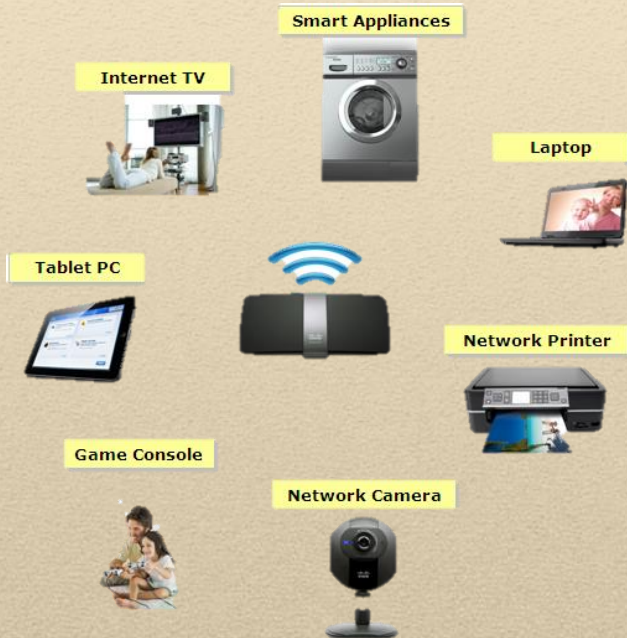 Smart Appliances
Internet TV
Laptop
Tablet PC
Network Printer
Game Console
Network Camera